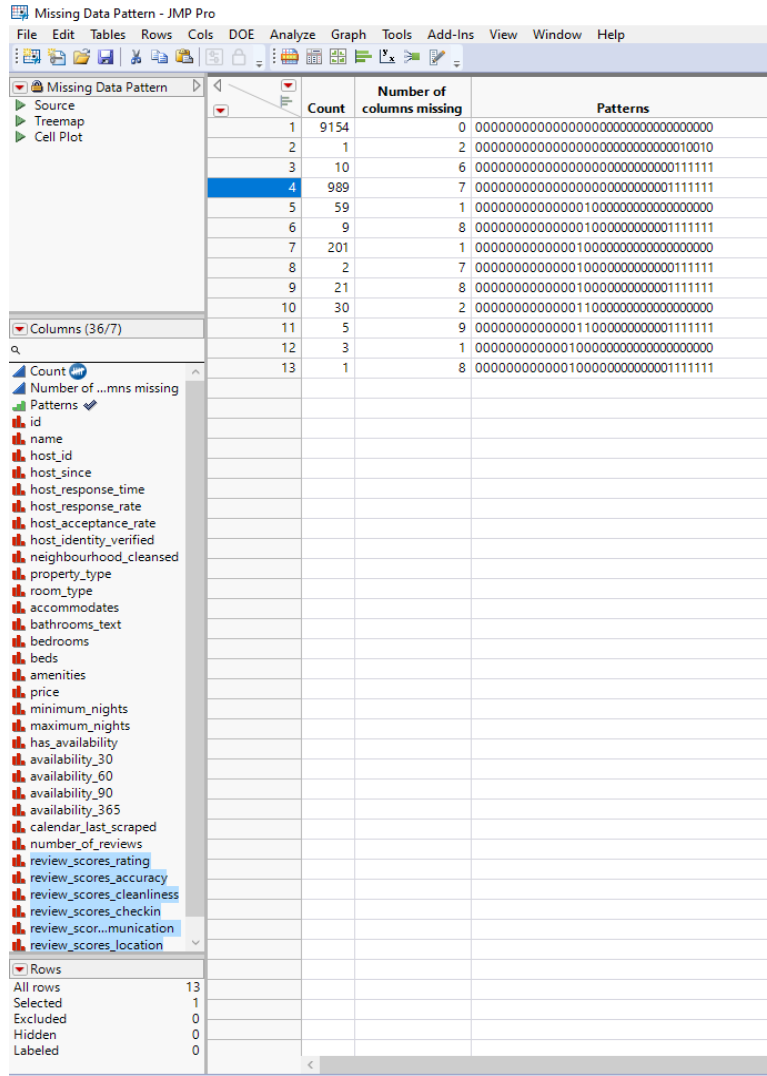 Missing Data Pattern - JMP Pro
File Edit Tables Rows Cols DOE Analyze Graph Tools Add-Ins View Window Help
Missing Data Pattern
Source
Treemap
Cell Plot
Columns (36/7)
Count
Number of ...mns missing
Patterns
id
name
host_id
host_since
host_response_time
host_response_rate
host_acceptance_rate
host_identity_verified
neighbourhood_cleansed
property_type
room_type
accommodates
bathrooms_text
bedrooms
beds
amenities
price
minimum_nights
maximum_nights
has_availability
availability_30
availability_60
availability_90
availability_365
calendar_last_scraped
number_of_reviews
review_scores_rating
review_scores_accuracy
review_scores_cleanliness
review_scores_checkin
review_scor...munication
review_scores_location
Rows
All rows 13
Selected 1
Excluded 0
Hidden 0
Labeled 0
Count Number of columns missing Patterns
1 9154 0 000000000000000000000000000000000
2 1 2 000000000000000000000000000010010
3 10 6 000000000000000000000000000111111
4 989 7 000000000000000000000000001111111
5 59 1 000000000000001000000000000000000
6 9 8 000000000000001000000000001111111
7 201 1 000000000000010000000000000000000
8 2 7 000000000000010000000000000111111
9 21 8 000000000000010000000000001111111
10 30 2 000000000000011000000000000000000
11 5 9 000000000000011000000000001111111
12 3 1 000000000000100000000000000000000
13 1 8 000000000000100000000000001111111